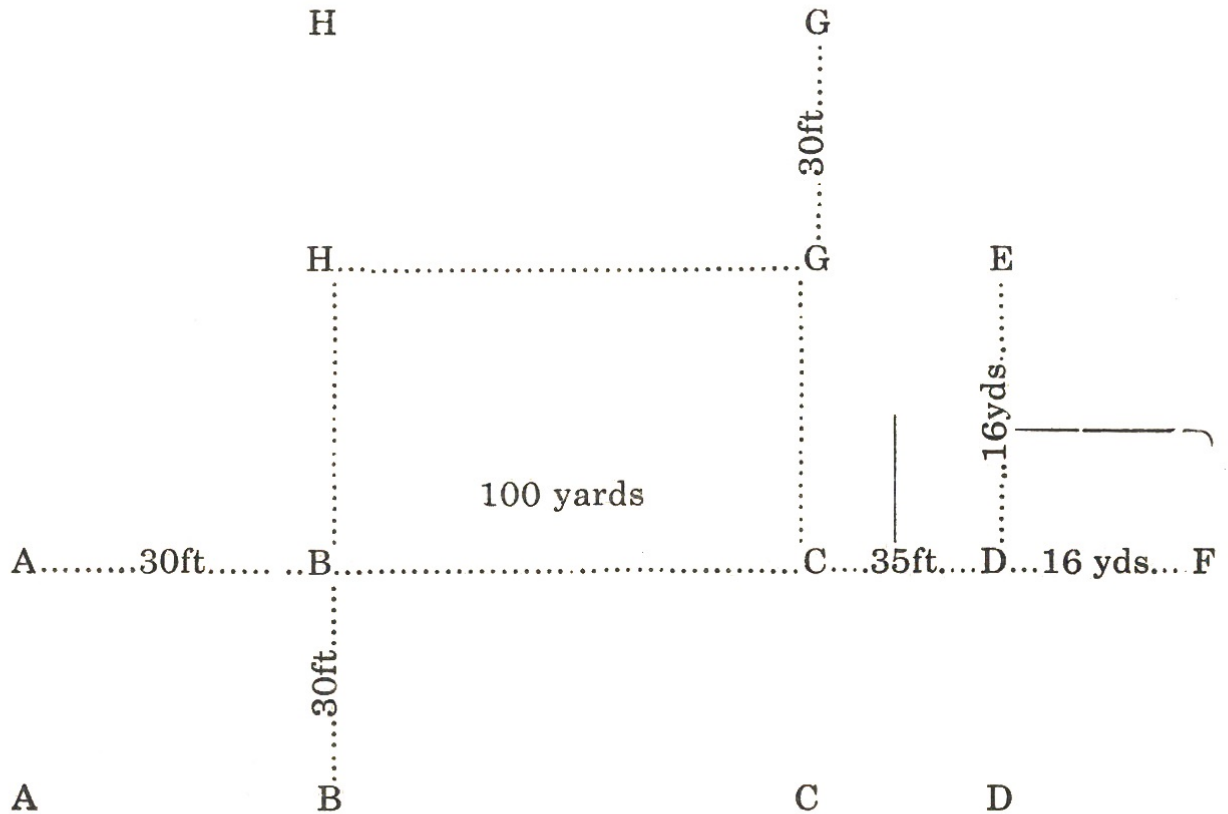 H G
30ft
H G E
16yds
100 yards
A 30ft B C 35ft D 16 yds F
30ft
A B C D